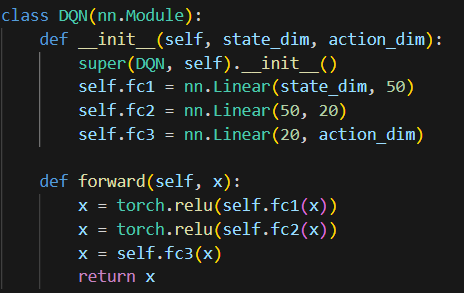 class DQN(nn.Module):
    def __init__(self, state_dim, action_dim):
        super(DQN, self).__init__()
        self.fc1 = nn.Linear(state_dim, 50)
        self.fc2 = nn.Linear(50, 20)
        self.fc3 = nn.Linear(20, action_dim)

    def forward(self, x):
        x = torch.relu(self.fc1(x))
        x = torch.relu(self.fc2(x))
        x = self.fc3(x)
        return x